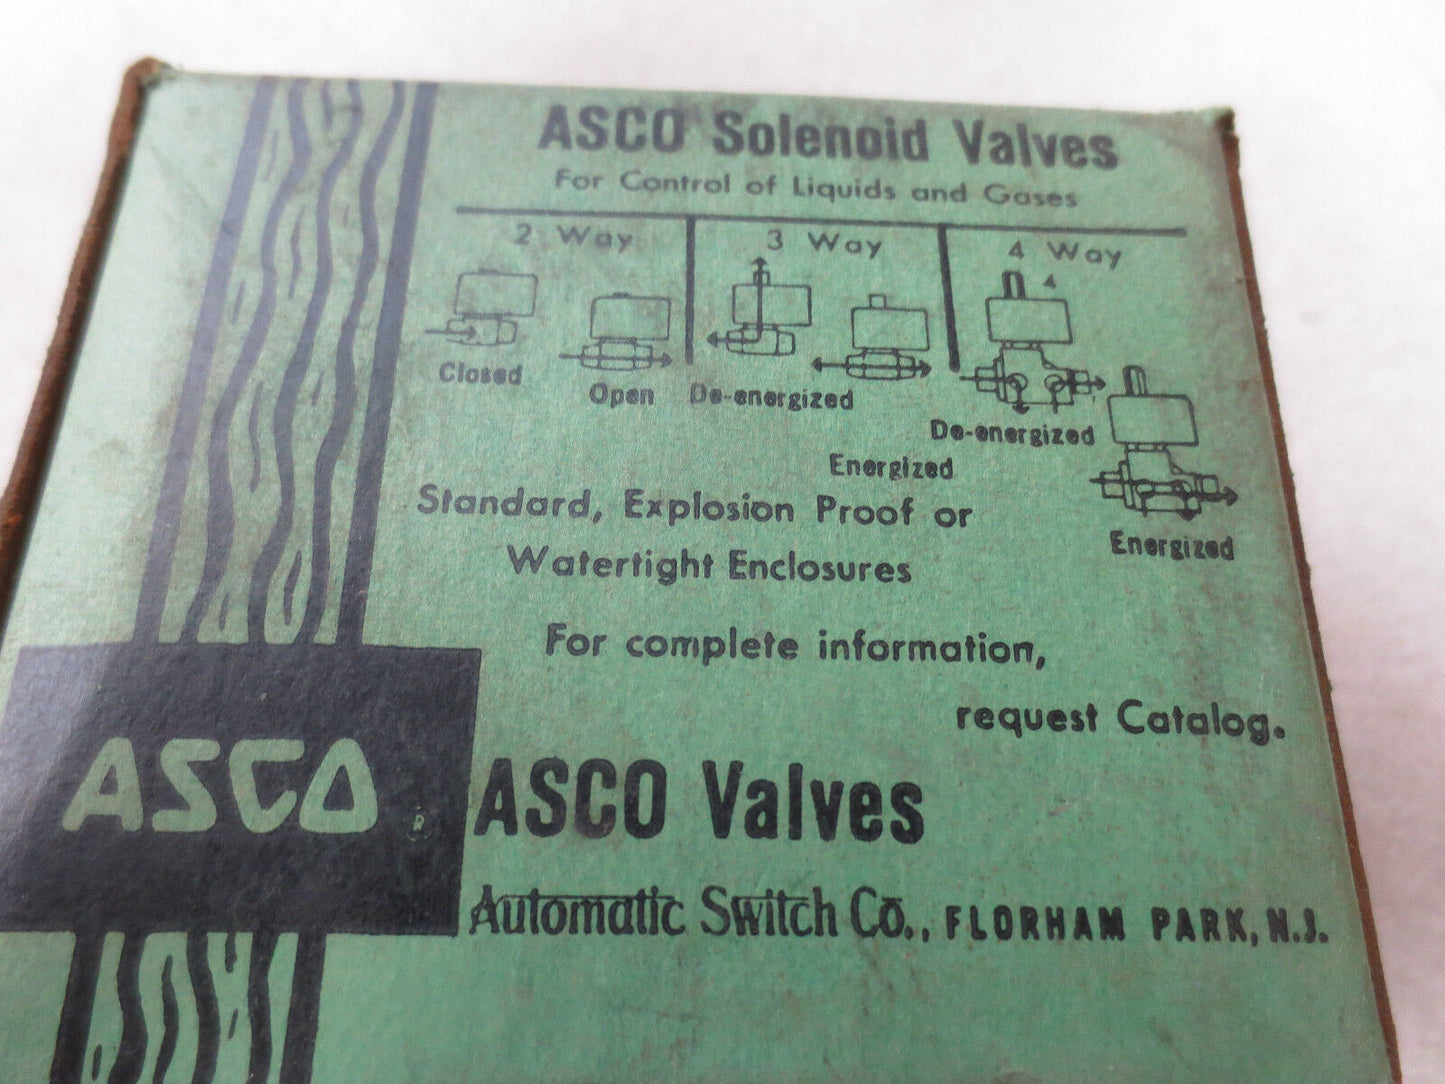 ASCO Solenoid Valves
For Control of Liquids and Gases
2 Way
3 Way
4 Way
4
Closed
Open
De-energized
Energized
De-energized
Energized
Standard, Explosion Proof or
Watertight Enclosures
For complete information,
request Catalog.
ASCO ®
ASCO Valves
Automatic Switch Co., FLORHAM PARK, N.J.